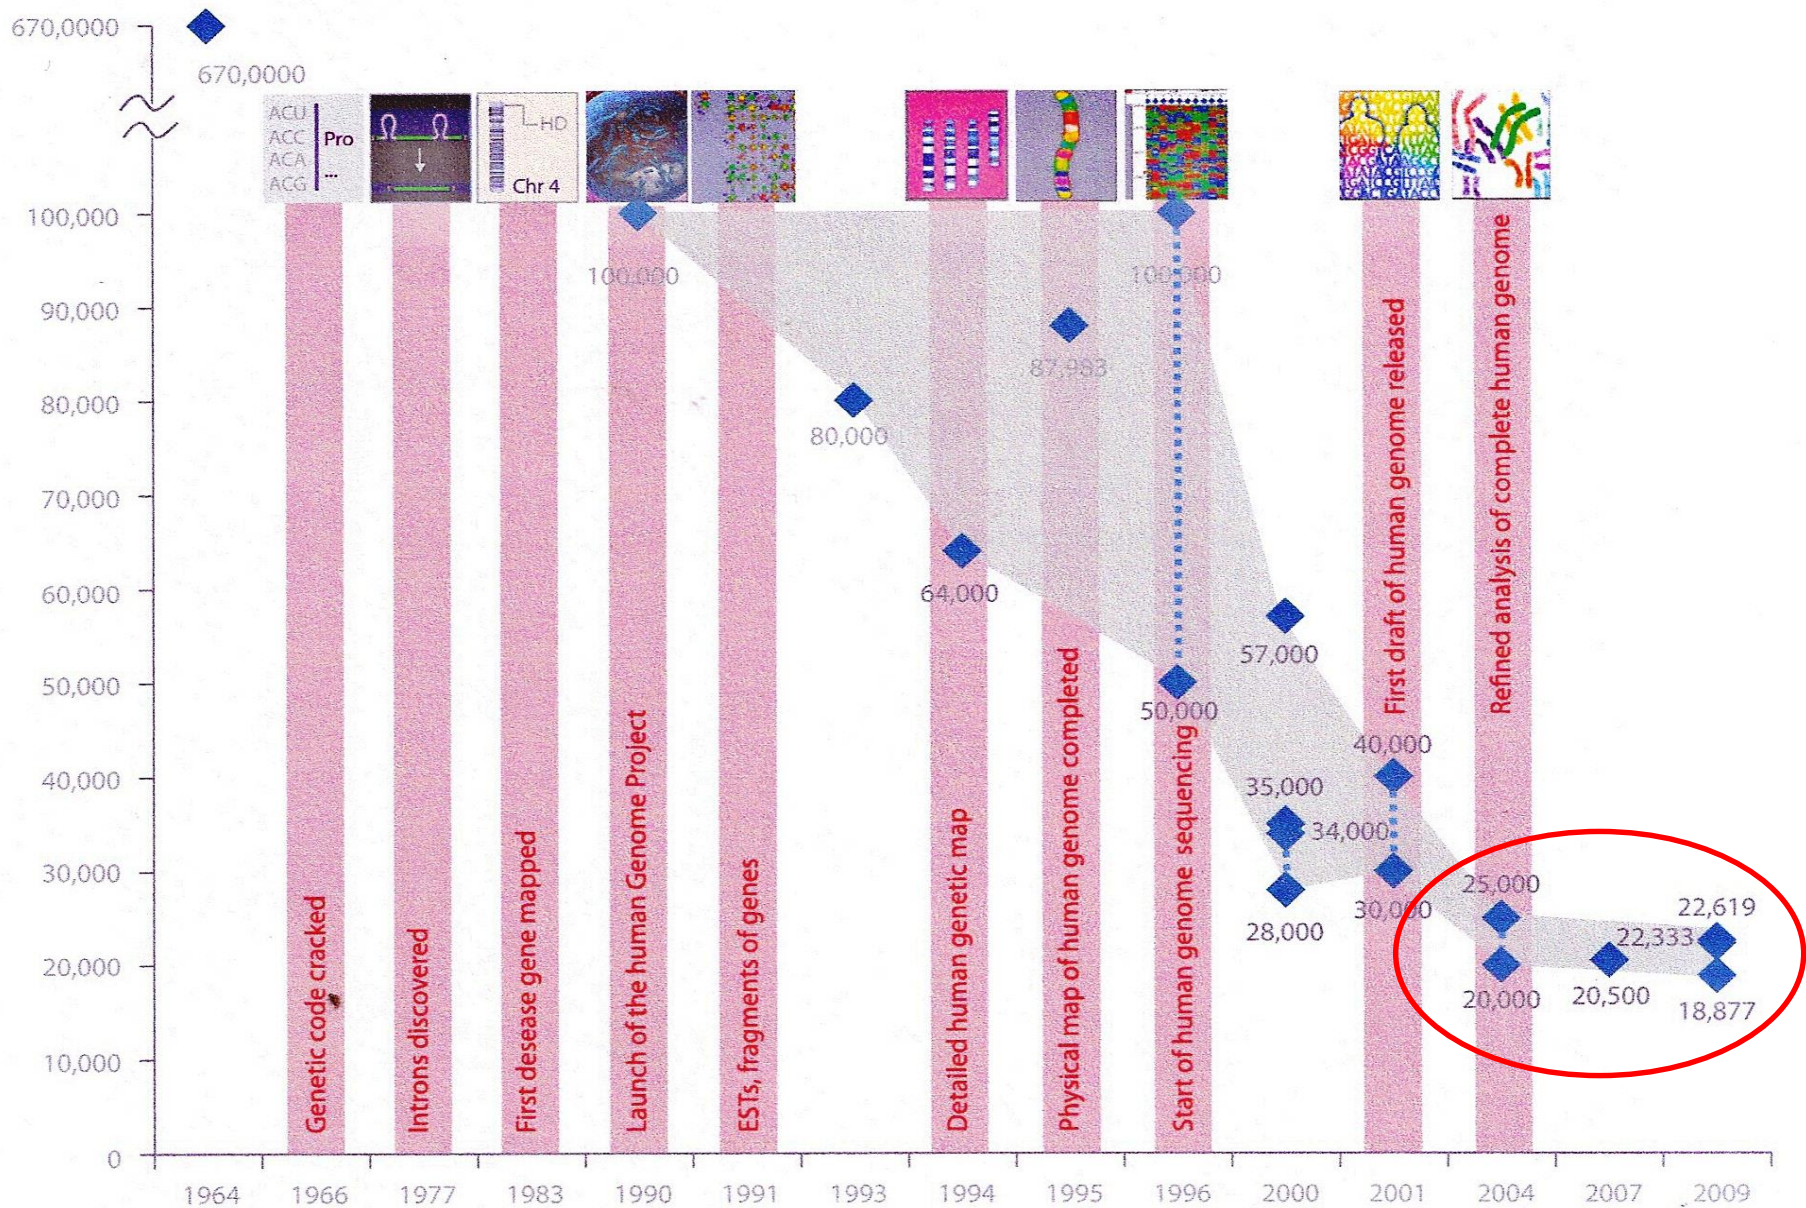 670,0000
670,0000
ACU
ACC
ACA
ACG
Pro
...
HD
Chr 4
100,000
90,000
80,000
70,000
60,000
50,000
40,000
30,000
20,000
10,000
0
100,000
80,000
64,000
87,983
100,000
50,000
57,000
35,000
34,000
28,000
40,000
30,000
25,000
20,000
20,500
22,619
22,333
18,877
Genetic code cracked
Introns discovered
First desease gene mapped
Launch of the human Genome Project
ESTs, fragments of genes
Detailed human genetic map
Physical map of human genome completed
Start of human genome sequencing
First draft of human genome released
Refined analysis of complete human genome
1964
1966
1977
1983
1990
1991
1993
1994
1995
1996
2000
2001
2004
2007
2009